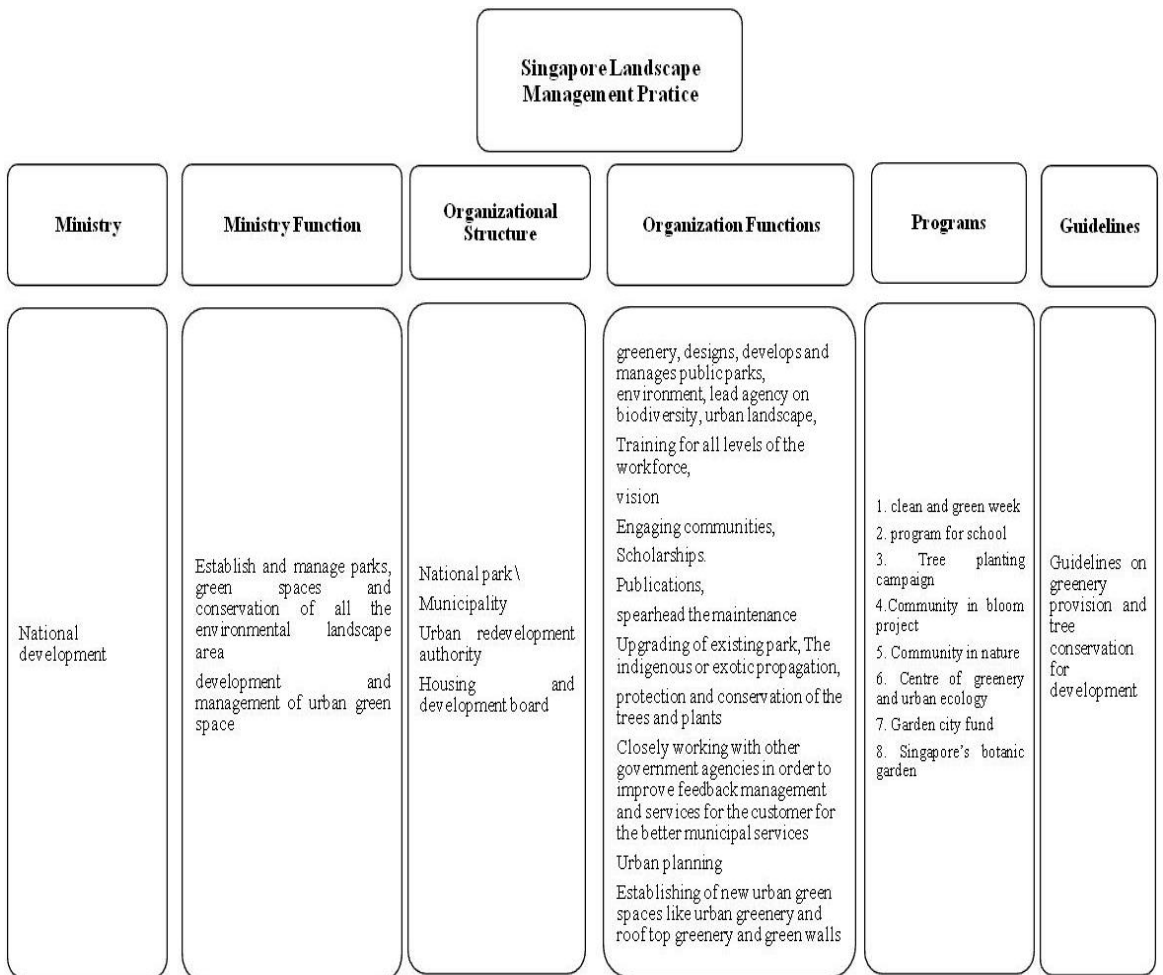 Singapore Landscape
Management Pratice
Ministry
Ministry Function
Organizational
Structure
Organization Functions
Programs
Guidelines
National
development
Establish and manage parks,
green spaces and
conservation of all the
environmental landscape
area
development and
management of urban green
space
National park\
Municipality
Urban redevelopment
authority
Housing and
development board
greenery, designs, develops and
manages public parks,
environment, lead agency on
biodiversity, urban landscape,
Training for all levels of the
workforce,
vision
Engaging communities,
Scholarships.
Publications,
spearhead the maintenance
Upgrading of existing park, The
indigenous or exotic propagation,
protection and conservation of the
trees and plants
Closely working with other
government agencies in order to
improve feedback management
and services for the customer for
the better municipal services
Urban planning
Establishing of new urban green
spaces like urban greenery and
roof top greenery and green walls
1. clean and green week
2. program for school
3. Tree planting
campaign
4.Community in bloom
project
5. Community in nature
6. Centre of greenery
and urban ecology
7. Garden city fund
8. Singapore's botanic
garden
Guidelines on
greenery
provision and
tree
conservation
for
development